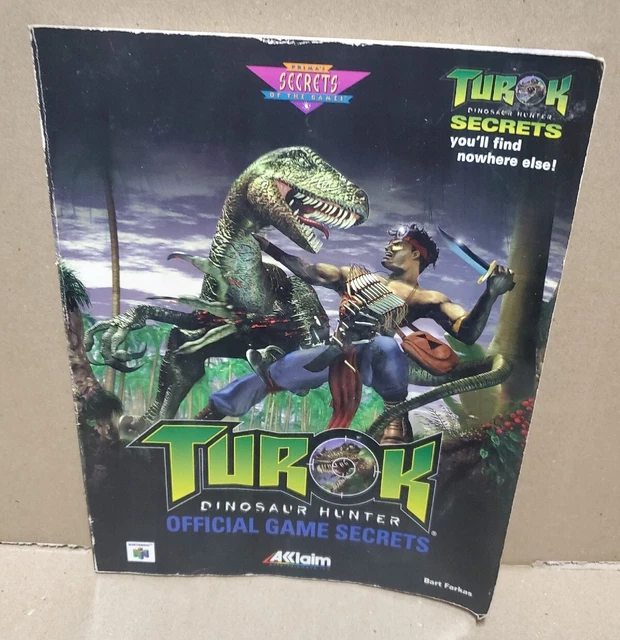 PRIMA'S
SECRETS
OF THE GAMES
TUROK
DINOSAUR HUNTER
SECRETS
you'll find
nowhere else!
TUROK
DINOSAUR HUNTER
OFFICIAL GAME SECRETS
AKKlaim
Bart Farkas